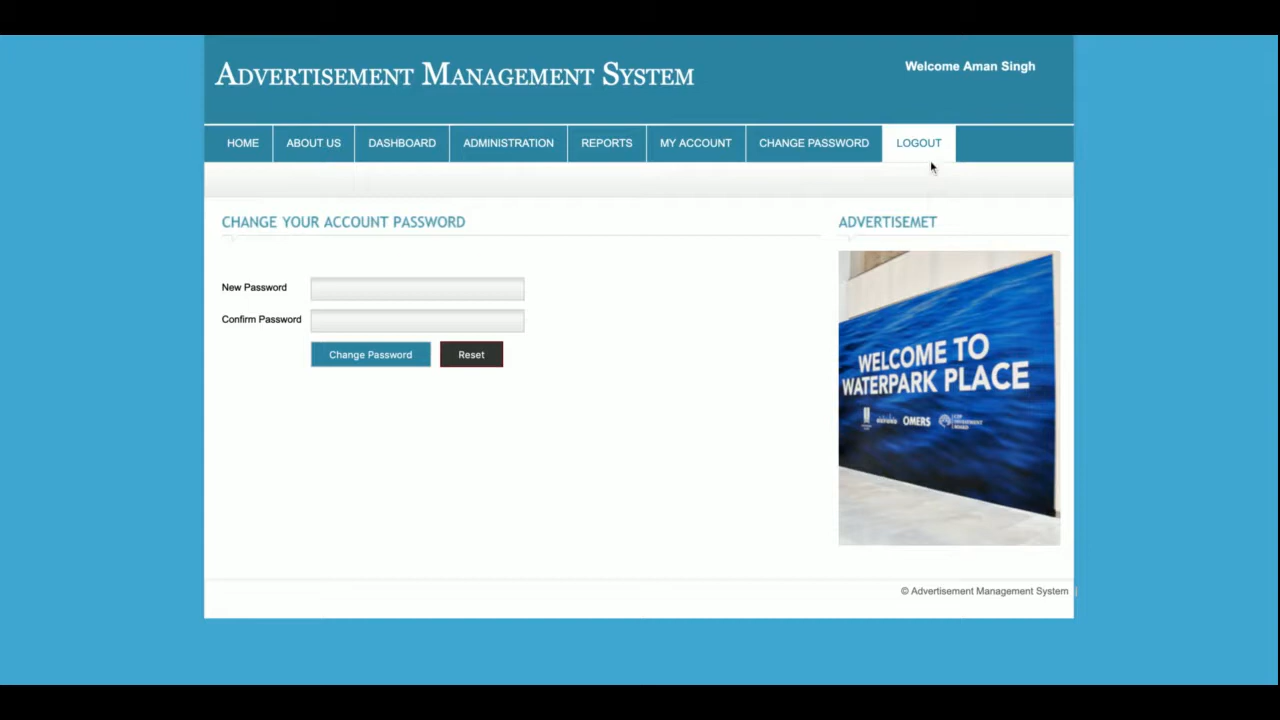 Advertisement Management System
Welcome Aman Singh
HOME ABOUT US DASHBOARD ADMINISTRATION REPORTS MY ACCOUNT CHANGE PASSWORD LOGOUT
CHANGE YOUR ACCOUNT PASSWORD
ADVERTISEMET
New Password
Confirm Password
Change Password Reset
WELCOME TO
WATERPARK PLACE
OMERS
© Advertisement Management System